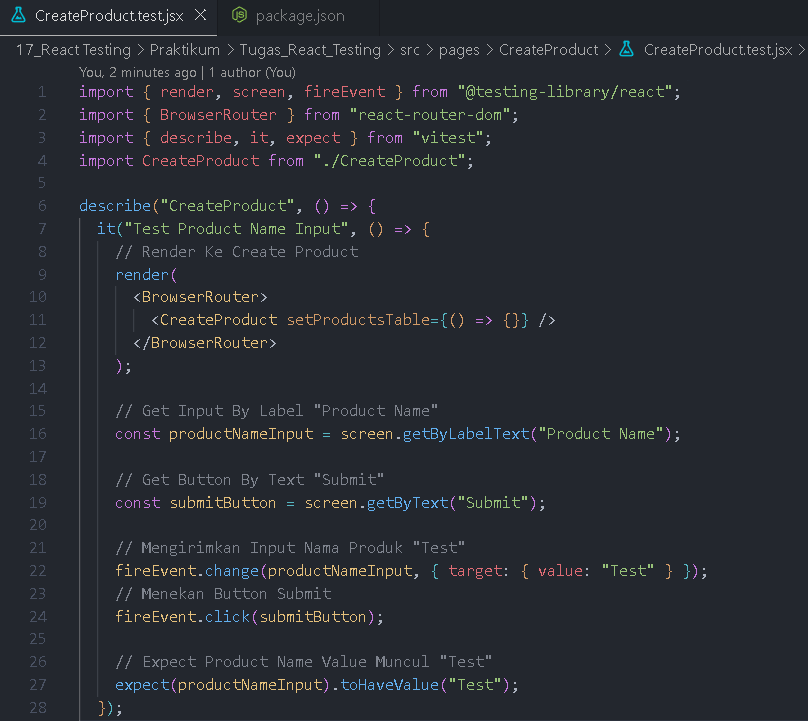 CreateProduct.test.jsx × package.json
17_React Testing > Praktikum > Tugas_React_Testing > src > pages > CreateProduct > CreateProduct.test.jsx >
You, 2 minutes ago | 1 author (You)
1 import { render, screen, fireEvent } from "@testing-library/react";
2 import { BrowserRouter } from "react-router-dom";
3 import { describe, it, expect } from "vitest";
4 import CreateProduct from "./CreateProduct";
5
6 describe("CreateProduct", () => {
7 it("Test Product Name Input", () => {
8 // Render Ke Create Product
9 render(
10 <BrowserRouter>
11 <CreateProduct setProductsTable={() => {}} />
12 </BrowserRouter>
13 );
14
15 // Get Input By Label "Product Name"
16 const productNameInput = screen.getByLabelText("Product Name");
17
18 // Get Button By Text "Submit"
19 const submitButton = screen.getByText("Submit");
20
21 // Mengirimkan Input Nama Produk "Test"
22 fireEvent.change(productNameInput, { target: { value: "Test" } });
23 // Menekan Button Submit
24 fireEvent.click(submitButton);
25
26 // Expect Product Name Value Muncul "Test"
27 expect(productNameInput).toHaveValue("Test");
28 });